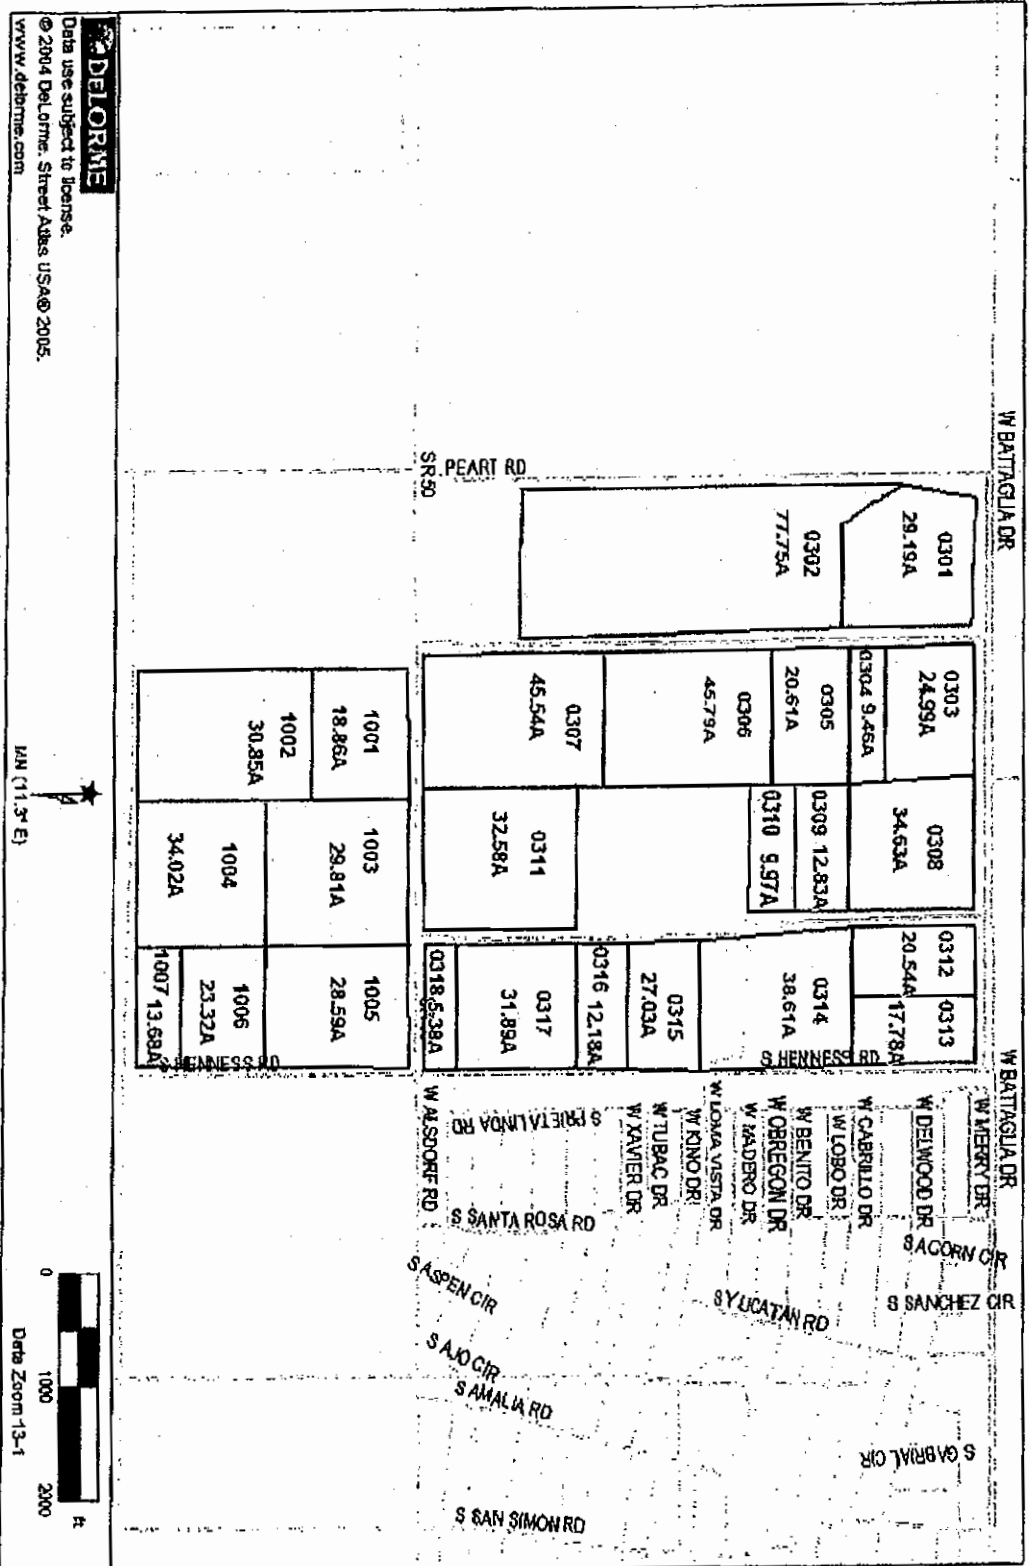 W BATTAGLIA DR
W BATTAGLIA DR
SR 50
PEART RD
0301
29.19A
0302
77.75A
0303
24.99A
0304 9.46A
0305
20.61A
0306
45.79A
0307
45.54A
0308
34.63A
0309 12.83A
0310 9.97A
0311
32.58A
0312
20.54A
0313
17.78A
0314
38.61A
0315
27.03A
0316 12.18A
0317
31.89A
0318 5.38A
S HENNESS RD
1001
18.86A
1002
30.85A
1003
29.81A
1004
34.02A
1005
28.59A
1006
23.32A
1007 13.68A
S HENNESS RD
W MERRY DR
W DELWOOD DR
W CABRILLO DR
W LOBO DR
W BENITO DR
W OBREGON DR
W MADERO DR
W LOMA VISTA DR
W KINO DR
W TUBAC DR
W XAVIER DR
S PRIETA LINDA RD
W ALSDORF RD
S SANTA ROSA RD
S ACORN CIR
S SANCHEZ CIR
S YUCATAN RD
S ASPEN CIR
S AJO CIR
S AMALIA RD
S GABRIAL CIR
S SAN SIMON RD
DELORME
Data use subject to license.
© 2004 DeLorme. Street Atlas USA® 2005.
www.delorme.com
MN (11.3° E)
0 1000 2000 ft
Data Zoom 13-1